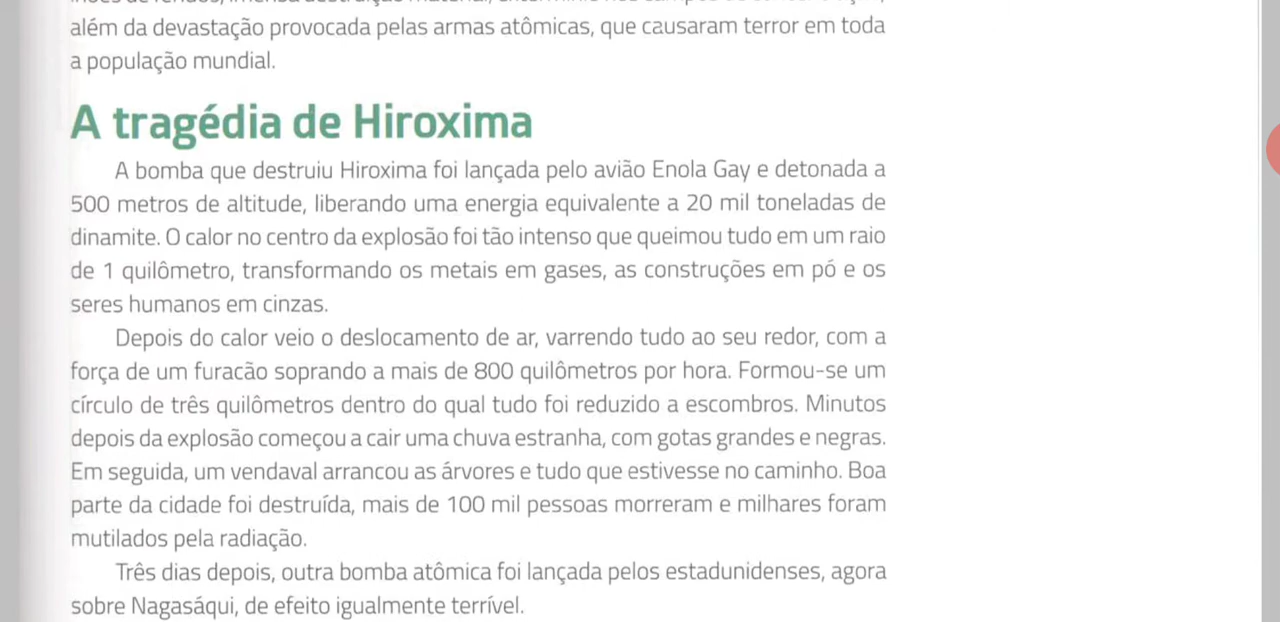 além da devastação provocada pelas armas atômicas, que causaram terror em toda
a população mundial.
A tragédia de Hiroxima
A bomba que destruiu Hiroxima foi lançada pelo avião Enola Gay e detonada a
500 metros de altitude, liberando uma energia equivalente a 20 mil toneladas de
dinamite. O calor no centro da explosão foi tão intenso que queimou tudo em um raio
de 1 quilômetro, transformando os metais em gases, as construções em pó e os
seres humanos em cinzas.
Depois do calor veio o deslocamento de ar, varrendo tudo ao seu redor, com a
força de um furacão soprando a mais de 800 quilômetros por hora. Formou-se um
círculo de três quilômetros dentro do qual tudo foi reduzido a escombros. Minutos
depois da explosão começou a cair uma chuva estranha, com gotas grandes e negras.
Em seguida, um vendaval arrancou as árvores e tudo que estivesse no caminho. Boa
parte da cidade foi destruída, mais de 100 mil pessoas morreram e milhares foram
mutilados pela radiação.
Três dias depois, outra bomba atômica foi lançada pelos estadunidenses, agora
sobre Nagasáqui, de efeito igualmente terrível.